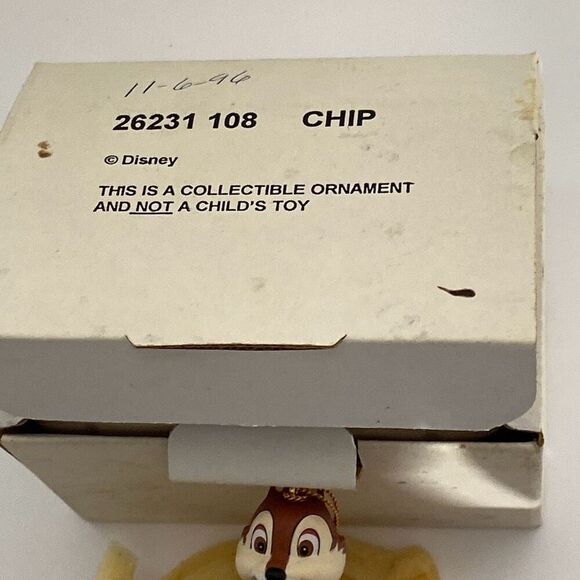 11-6-96
26231 108 CHIP
© Disney
THIS IS A COLLECTIBLE ORNAMENT
AND NOT A CHILD'S TOY